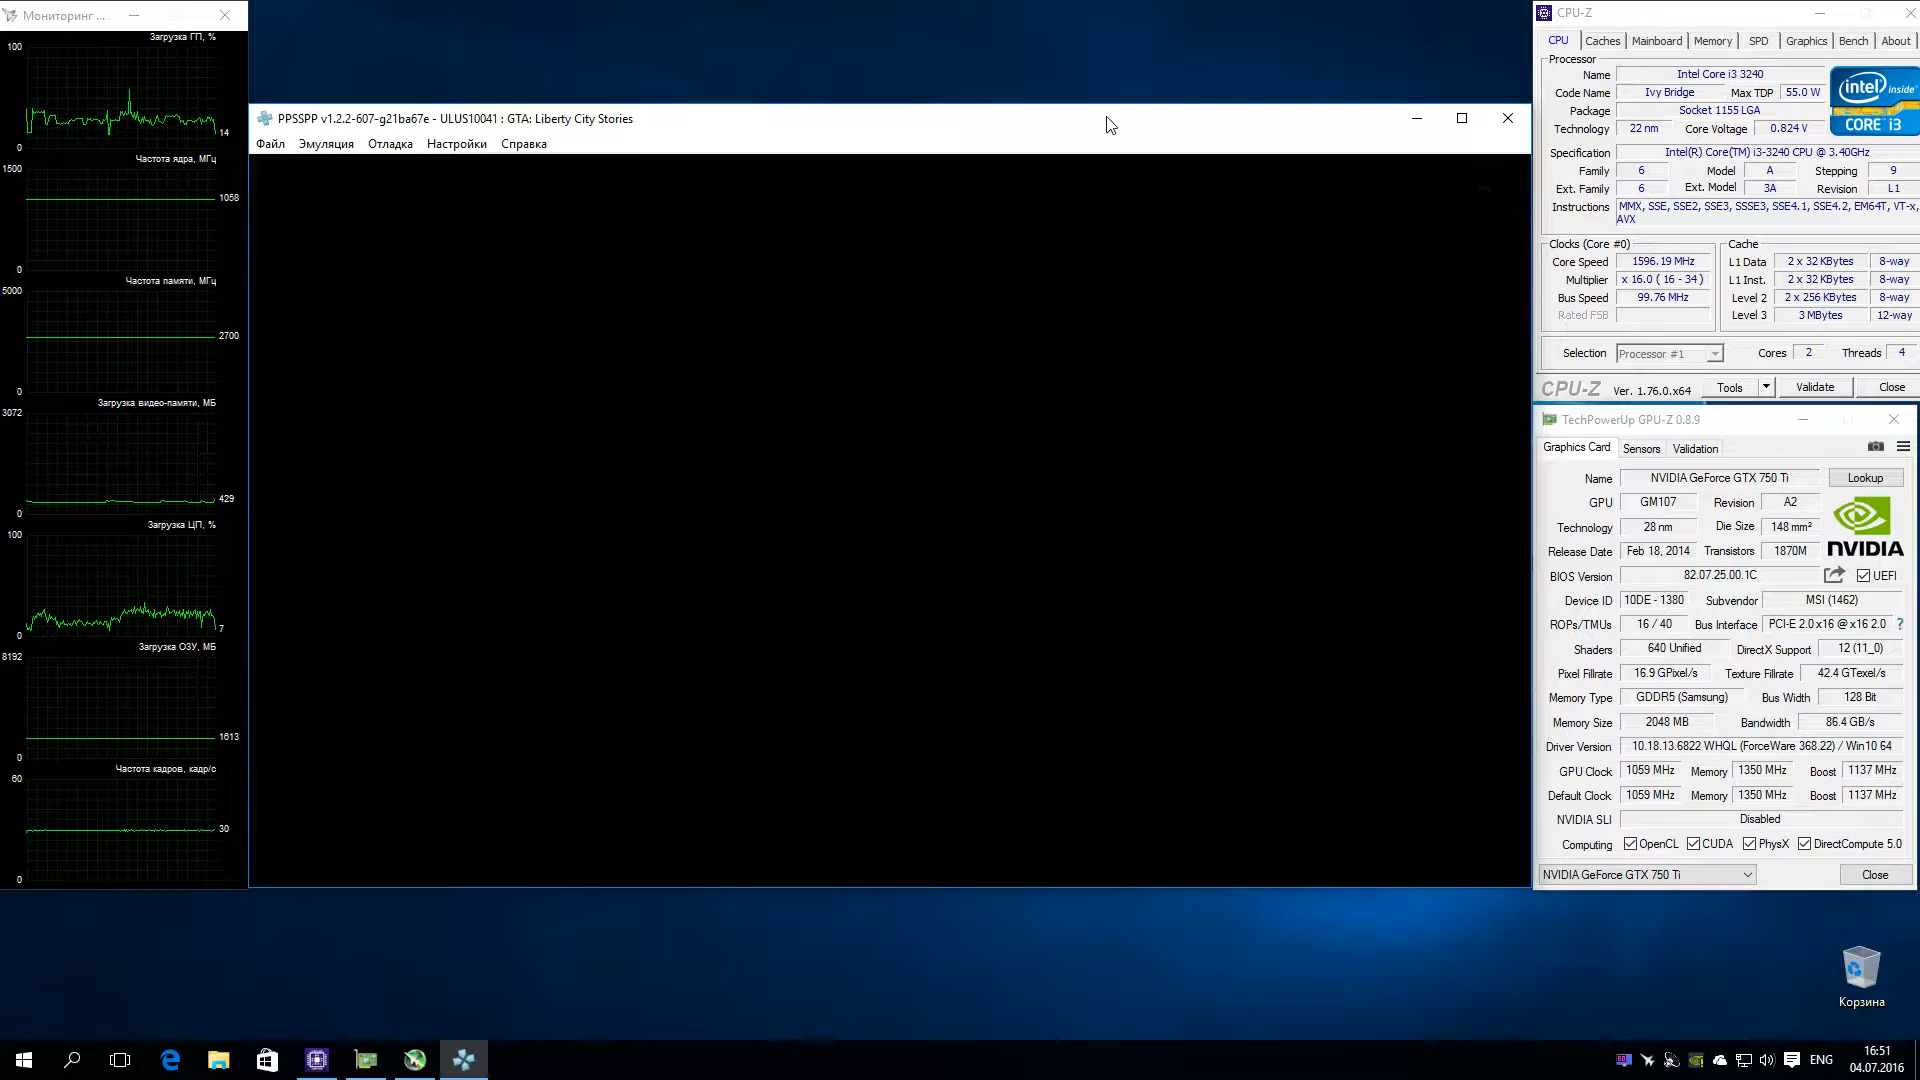 Мониторинг ...
Загрузка ГП, %
100
14
0
Частота ядра, МГц
1500
1058
0
Частота памяти, МГц
5000
2700
0
Загрузка видео-памяти, МБ
3072
429
0
Загрузка ЦП, %
100
7
0
Загрузка ОЗУ, МБ
8192
1613
0
Частота кадров, кадр/с
60
30
0
PPSSPP v1.2.2-607-g21ba67e - ULUS10041 : GTA: Liberty City Stories
Файл Эмуляция Отладка Настройки Справка
CPU-Z
CPU Caches Mainboard Memory SPD Graphics Bench About
Processor
Name Intel Core i3 3240
Code Name Ivy Bridge Max TDP 55.0 W
Package Socket 1155 LGA
Technology 22 nm Core Voltage 0.824 V
intel inside
CORE i3
Specification Intel(R) Core(TM) i3-3240 CPU @ 3.40GHz
Family 6 Model A Stepping 9
Ext. Family 6 Ext. Model 3A Revision L1
Instructions MMX, SSE, SSE2, SSE3, SSSE3, SSE4.1, SSE4.2, EM64T, VT-x,
AVX
Clocks (Core #0) Cache
Core Speed 1596.19 MHz L1 Data 2 x 32 KBytes 8-way
Multiplier x 16.0 ( 16 - 34 ) L1 Inst. 2 x 32 KBytes 8-way
Bus Speed 99.76 MHz Level 2 2 x 256 KBytes 8-way
Rated FSB Level 3 3 MBytes 12-way
Selection Processor #1 Cores 2 Threads 4
CPU-Z Ver. 1.76.0.x64 Tools Validate Close
TechPowerUp GPU-Z 0.8.9
Graphics Card Sensors Validation
Name NVIDIA GeForce GTX 750 Ti Lookup
GPU GM107 Revision A2
Technology 28 nm Die Size 148 mm²
Release Date Feb 18, 2014 Transistors 1870M
NVIDIA
BIOS Version 82.07.25.00.1C UEFI
Device ID 10DE - 1380 Subvendor MSI (1462)
ROPs/TMUs 16 / 40 Bus Interface PCI-E 2.0 x16 @ x16 2.0 ?
Shaders 640 Unified DirectX Support 12 (11_0)
Pixel Fillrate 16.9 GPixel/s Texture Fillrate 42.4 GTexel/s
Memory Type GDDR5 (Samsung) Bus Width 128 Bit
Memory Size 2048 MB Bandwidth 86.4 GB/s
Driver Version 10.18.13.6822 WHQL (ForceWare 368.22) / Win10 64
GPU Clock 1059 MHz Memory 1350 MHz Boost 1137 MHz
Default Clock 1059 MHz Memory 1350 MHz Boost 1137 MHz
NVIDIA SLI Disabled
Computing OpenCL CUDA PhysX DirectCompute 5.0
NVIDIA GeForce GTX 750 Ti Close
Корзина
ENG
16:51
04.07.2016